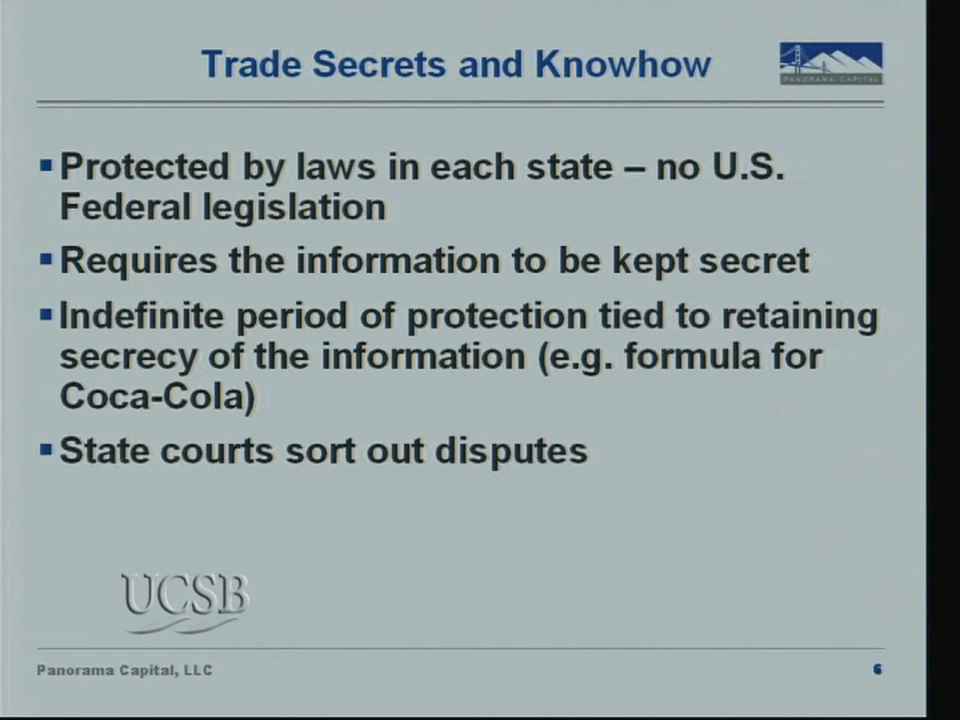 Trade Secrets and Knowhow
PANORAMA CAPITAL
▪ Protected by laws in each state – no U.S.
Federal legislation
▪ Requires the information to be kept secret
▪ Indefinite period of protection tied to retaining
secrecy of the information (e.g. formula for
Coca-Cola)
▪ State courts sort out disputes
UCSB
Panorama Capital, LLC
6